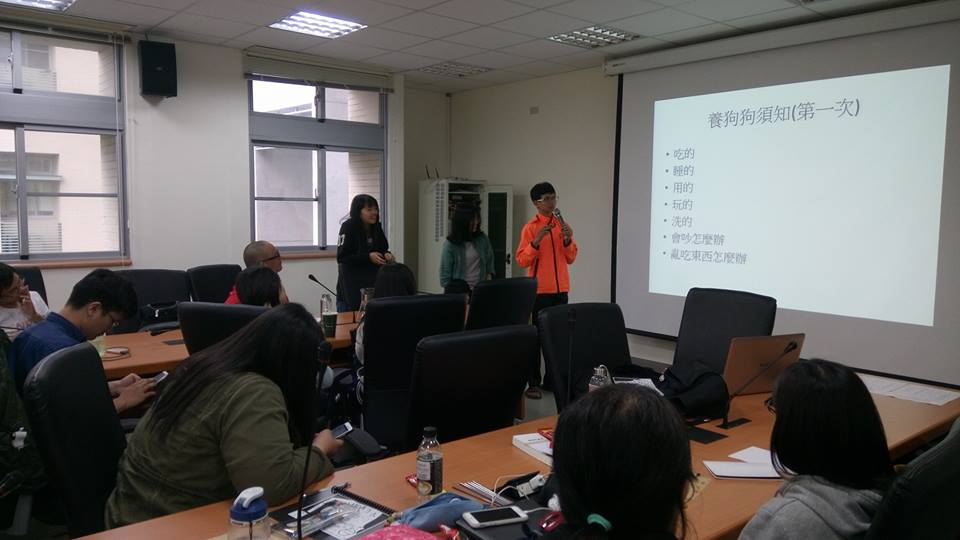 養狗狗須知(第一次)
• 吃的
• 睡的
• 用的
• 玩的
• 洗的
• 會吵怎麼辦
• 亂吃東西怎麼辦